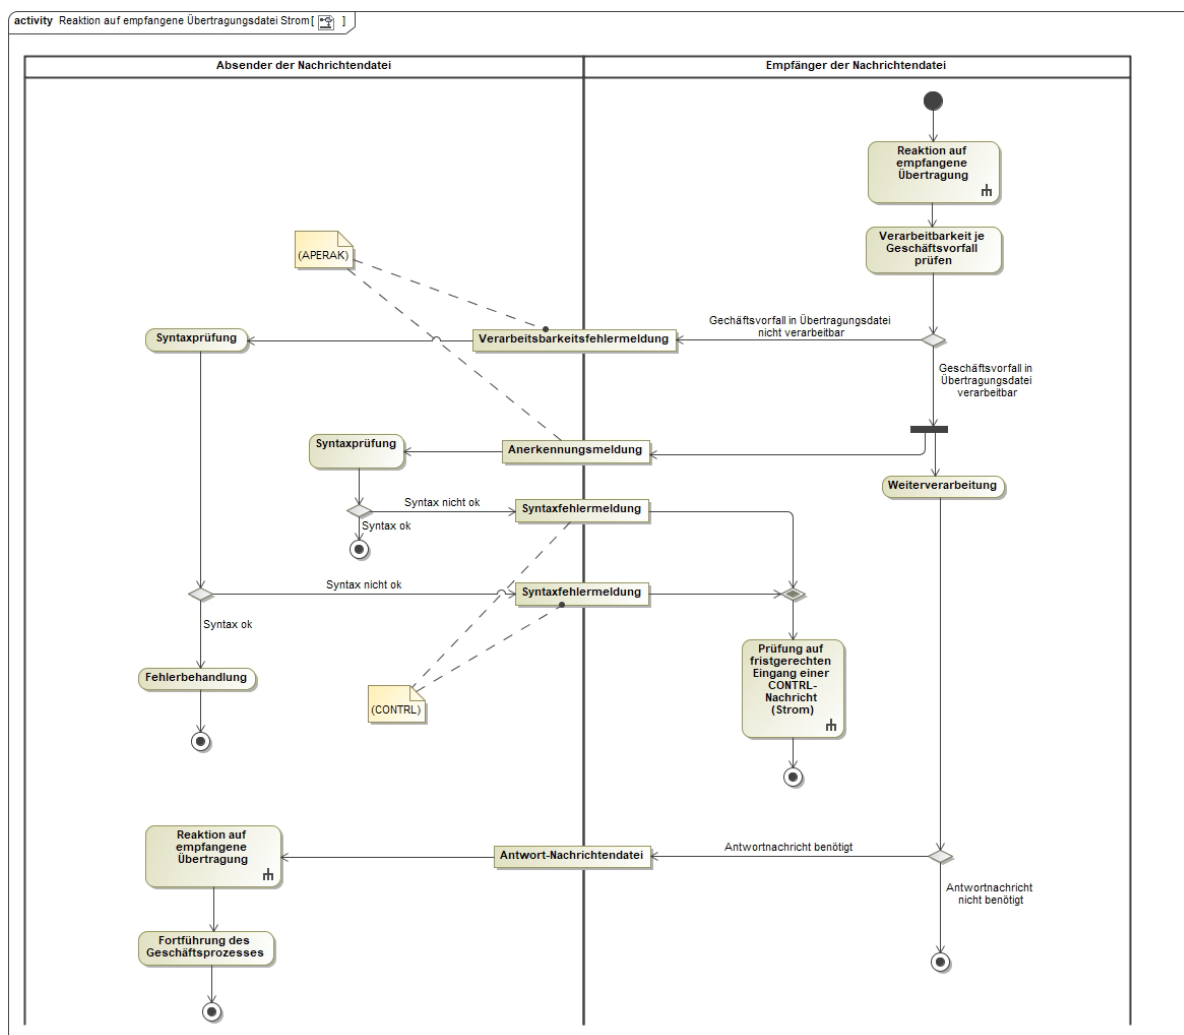 activity Reaktion auf empfangene Übertragungsdatei Strom[ ]
Absender der Nachrichtendatei
Empfänger der Nachrichtendatei
Reaktion auf
empfangene
Übertragung
Verarbeitbarkeit je
Geschäftsvorfall
prüfen
(APERAK)
Gechäftsvorfall in Übertragungsdatei
nicht verarbeitbar
Syntaxprüfung
Verarbeitsbarkeitsfehlermeldung
Geschäftsvorfall in
Übertragungsdatei
verarbeitbar
Syntaxprüfung
Anerkennungsmeldung
Weiterverarbeitung
Syntax nicht ok
Syntaxfehlermeldung
Syntax ok
Syntax nicht ok
Syntaxfehlermeldung
Syntax ok
Prüfung auf
fristgerechten
Eingang einer
CONTRL-
Nachricht
(Strom)
Fehlerbehandlung
(CONTRL)
Reaktion auf
empfangene
Übertragung
Antwort-Nachrichtendatei
Antwortnachricht benötigt
Antwortnachricht
nicht benötigt
Fortführung des
Geschäftsprozesses